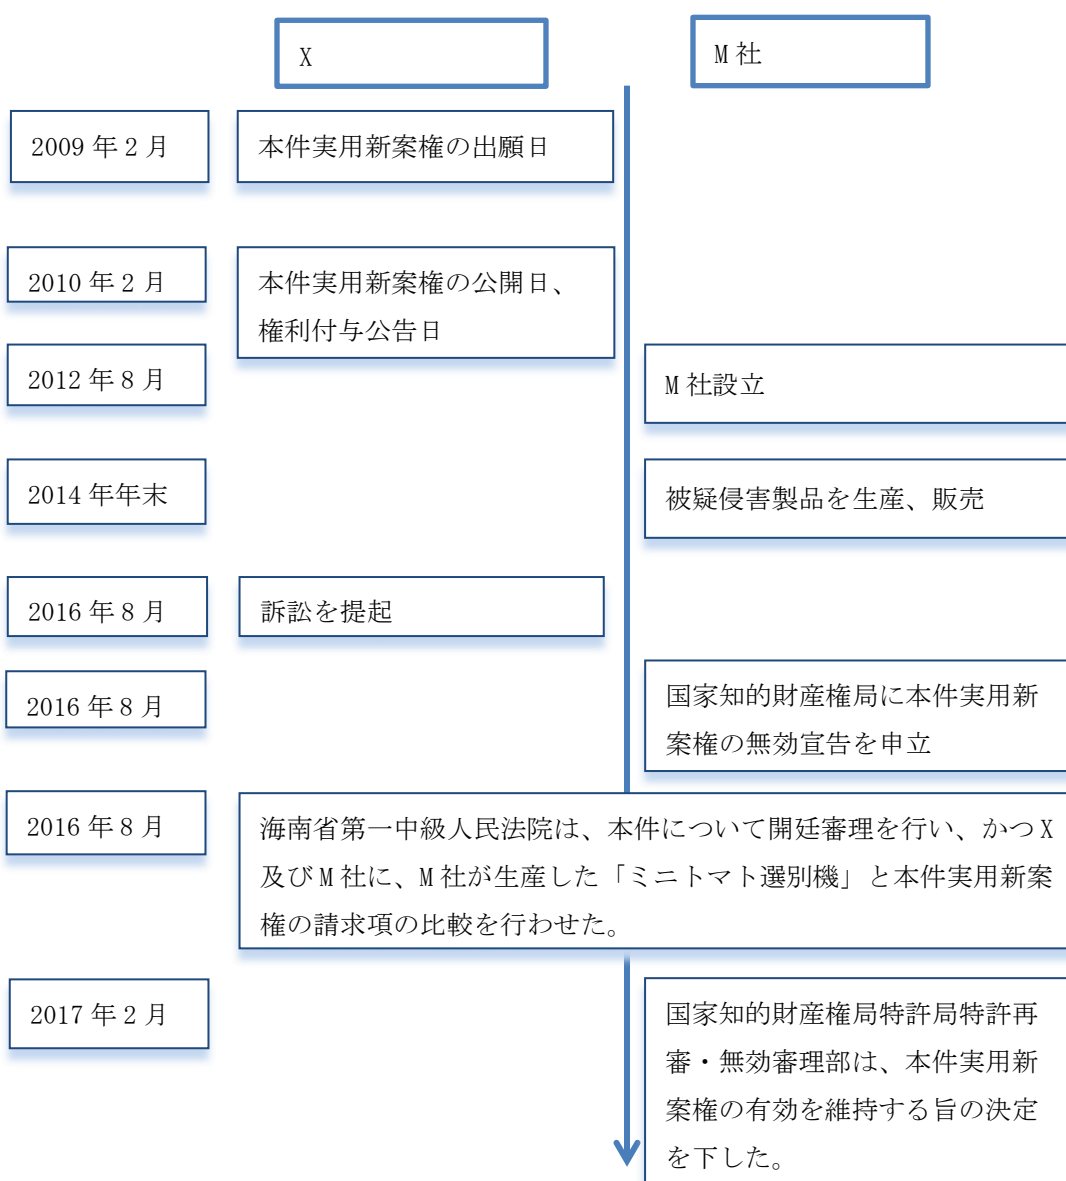 X
M社
2009年2月
本件実用新案権の出願日
2010年2月
本件実用新案権の公開日、
権利付与公告日
2012年8月
M社設立
2014年年末
被疑侵害製品を生産、販売
2016年8月
訴訟を提起
2016年8月
国家知的財産権局に本件実用新
案権の無効宣告を申立
2016年8月
海南省第一中級人民法院は、本件について開廷審理を行い、かつX
及びM社に、M社が生産した「ミニトマト選別機」と本件実用新案
権の請求項の比較を行わせた。
2017年2月
国家知的財産権局特許局特許再
審・無効審理部は、本件実用新
案権の有効を維持する旨の決定
を下した。